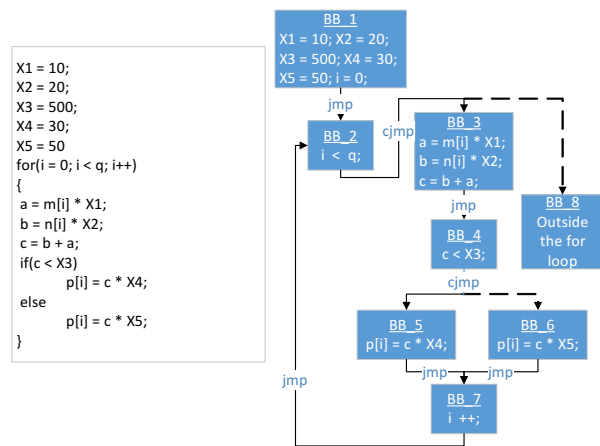 X1 = 10;
X2 = 20;
X3 = 500;
X4 = 30;
X5 = 50
for(i = 0; i < q; i++)
{
a = m[i] * X1;
b = n[i] * X2;
c = b + a;
if(c < X3)
p[i] = c * X4;
else
p[i] = c * X5;
}
BB_1
X1 = 10; X2 = 20;
X3 = 500; X4 = 30;
X5 = 50; i = 0;
jmp
BB_2
i < q;
cjmp
BB_3
a = m[i] * X1;
b = n[i] * X2;
c = b + a;
jmp
BB_8
Outside
the for
loop
BB_4
c < X3;
cjmp
BB_5
p[i] = c * X4;
BB_6
p[i] = c * X5;
jmp
jmp
jmp
BB_7
i ++;